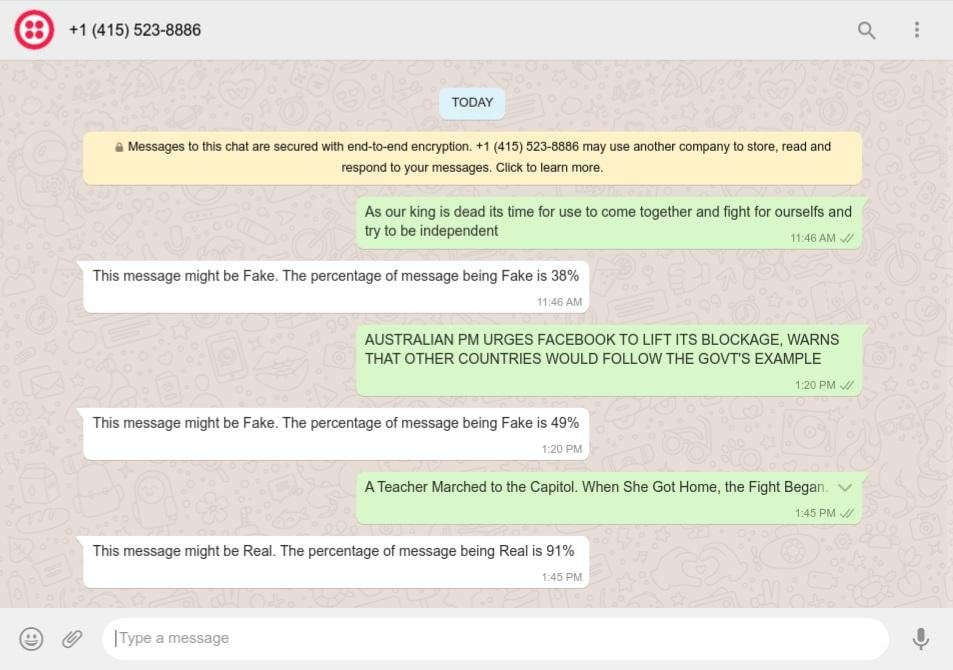 +1 (415) 523-8886
TODAY
Messages to this chat are secured with end-to-end encryption. +1 (415) 523-8886 may use another company to store, read and
respond to your messages. Click to learn more.
As our king is dead its time for use to come together and fight for ourselfs and
try to be independent
11:46 AM
This message might be Fake. The percentage of message being Fake is 38%
11:46 AM
AUSTRALIAN PM URGES FACEBOOK TO LIFT ITS BLOCKAGE, WARNS
THAT OTHER COUNTRIES WOULD FOLLOW THE GOVT'S EXAMPLE
1:20 PM
This message might be Fake. The percentage of message being Fake is 49%
1:20 PM
A Teacher Marched to the Capitol. When She Got Home, the Fight Began.
1:45 PM
This message might be Real. The percentage of message being Real is 91%
1:45 PM
Type a message